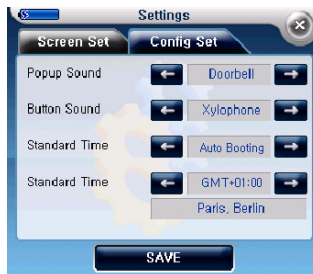 Settings
Screen Set Config Set
Popup Sound Doorbell
Button Sound Xylophone
Standard Time Auto Booting
Standard Time GMT+01:00
Paris, Berlin
SAVE